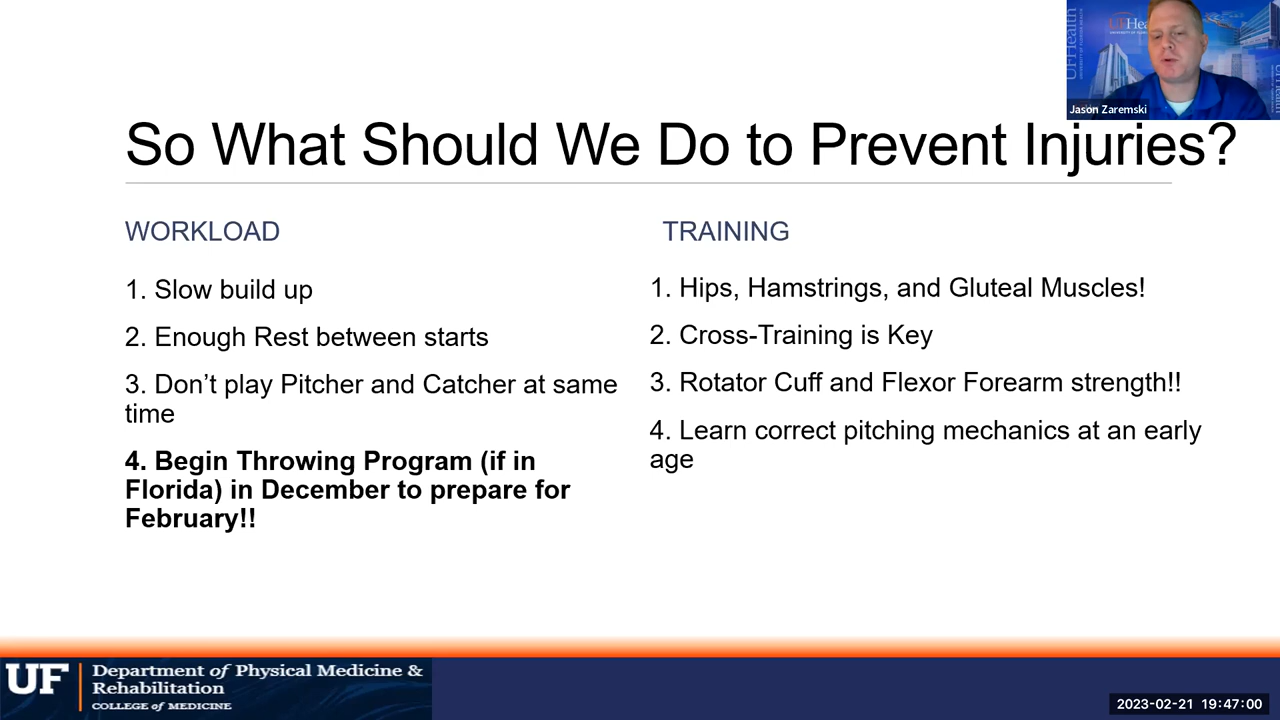 UFHealth
UFHea
Jason Zaremski
So What Should We Do to Prevent Injuries?
WORKLOAD
1. Slow build up
2. Enough Rest between starts
3. Don’t play Pitcher and Catcher at same
time
4. Begin Throwing Program (if in
Florida) in December to prepare for
February!!
TRAINING
1. Hips, Hamstrings, and Gluteal Muscles!
2. Cross-Training is Key
3. Rotator Cuff and Flexor Forearm strength!!
4. Learn correct pitching mechanics at an early
age
UF
Department of Physical Medicine &
Rehabilitation
COLLEGE of MEDICINE
2023-02-21 19:47:00